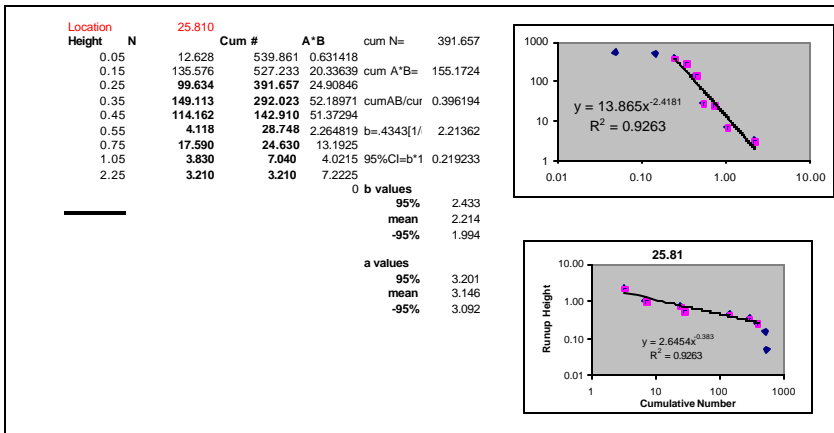 Location 25.810
Height N Cum # A*B cum N= 391.657
0.05 12.628 539.861 0.631418
0.15 135.576 527.233 20.33639 cum A*B= 155.1724
0.25 99.634 391.657 24.90846
0.35 149.113 292.023 52.18971 cumAB/cur 0.396194
0.45 114.162 142.910 51.37294
0.55 4.118 28.748 2.264819 b=.4343[1/ 2.21362
0.75 17.590 24.630 13.1925
1.05 3.830 7.040 4.0215 95%CI=b*1 0.219233
2.25 3.210 3.210 7.2225
0 b values
95% 2.433
mean 2.214
-95% 1.994
a values
95% 3.201
mean 3.146
-95% 3.092
1000
100
10
1
y = 13.865x^-2.4181
R² = 0.9263
0.01 0.10 1.00 10.00
25.81
10.00
1.00
0.10
0.01
Runup Height
y = 2.6454x^-0.383
R² = 0.9263
1 10 100 1000
Cumulative Number